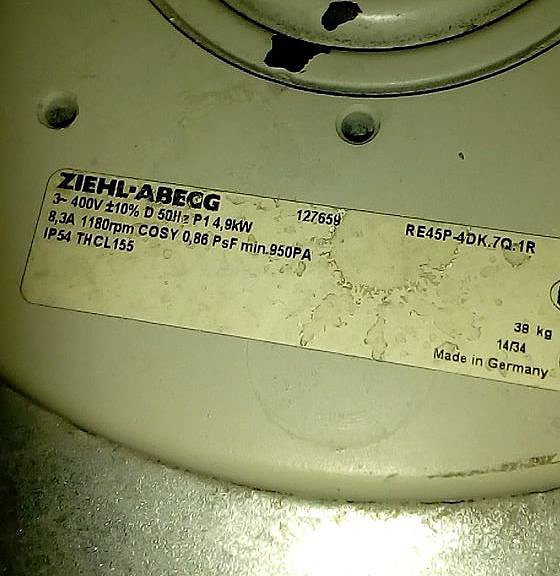 ZIEHL-ABEGG
3~ 400V ±10% D 50Hz P1 4,9kW 127659 RE45P-4DK.7Q.1R
8,3A 1180rpm COSY 0,86 PsF min.950PA
IP54 THCL155
38 kg
14/34
Made in Germany